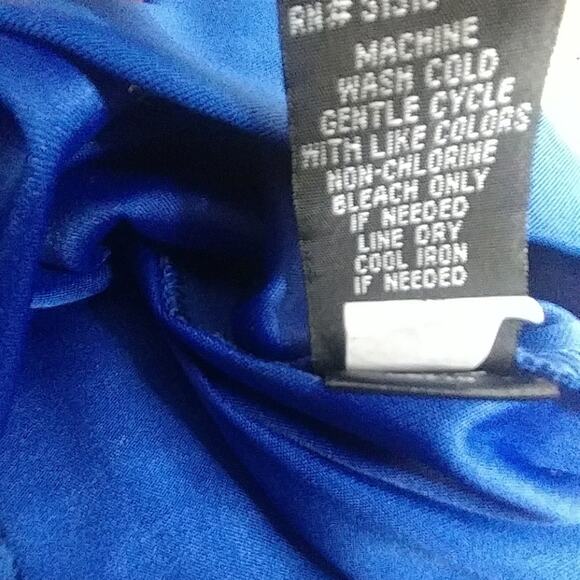 RN#
MACHINE
WASH COLD
GENTLE CYCLE
WITH LIKE COLORS
NON-CHLORINE
BLEACH ONLY
IF NEEDED
LINE DRY
COOL IRON
IF NEEDED